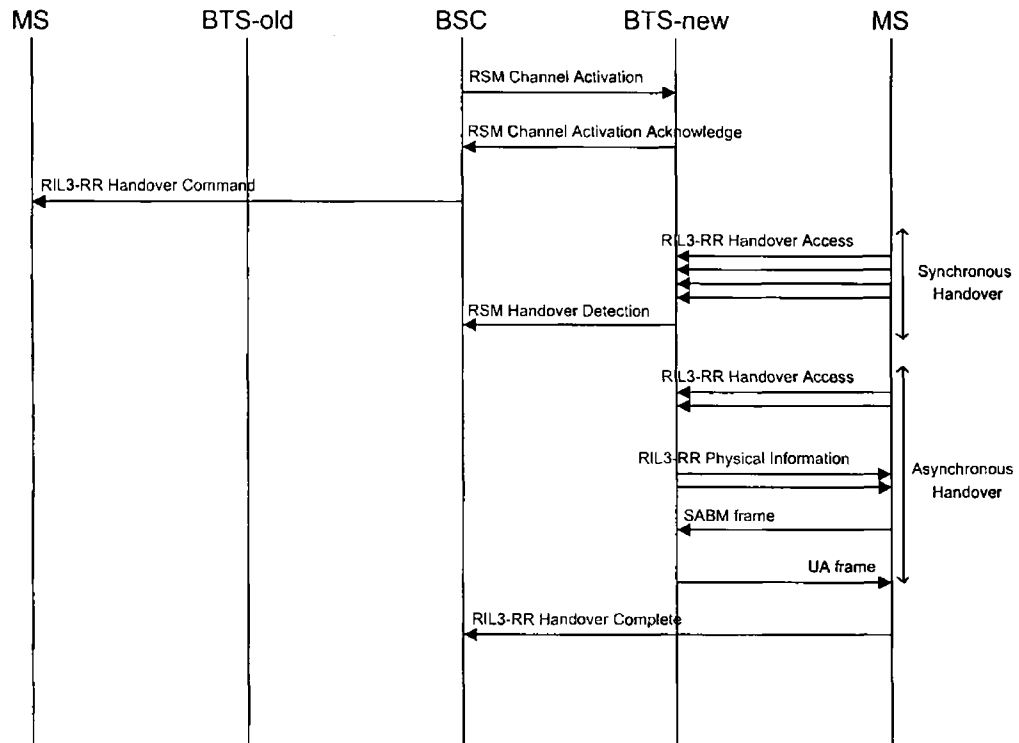 MS BTS-old BSC BTS-new MS
RSM Channel Activation
RSM Channel Activation Acknowledge
RIL3-RR Handover Command
RIL3-RR Handover Access
Synchronous
Handover
RSM Handover Detection
RIL3-RR Handover Access
RIL3-RR Physical Information
Asynchronous
Handover
SABM frame
UA frame
RIL3-RR Handover Complete